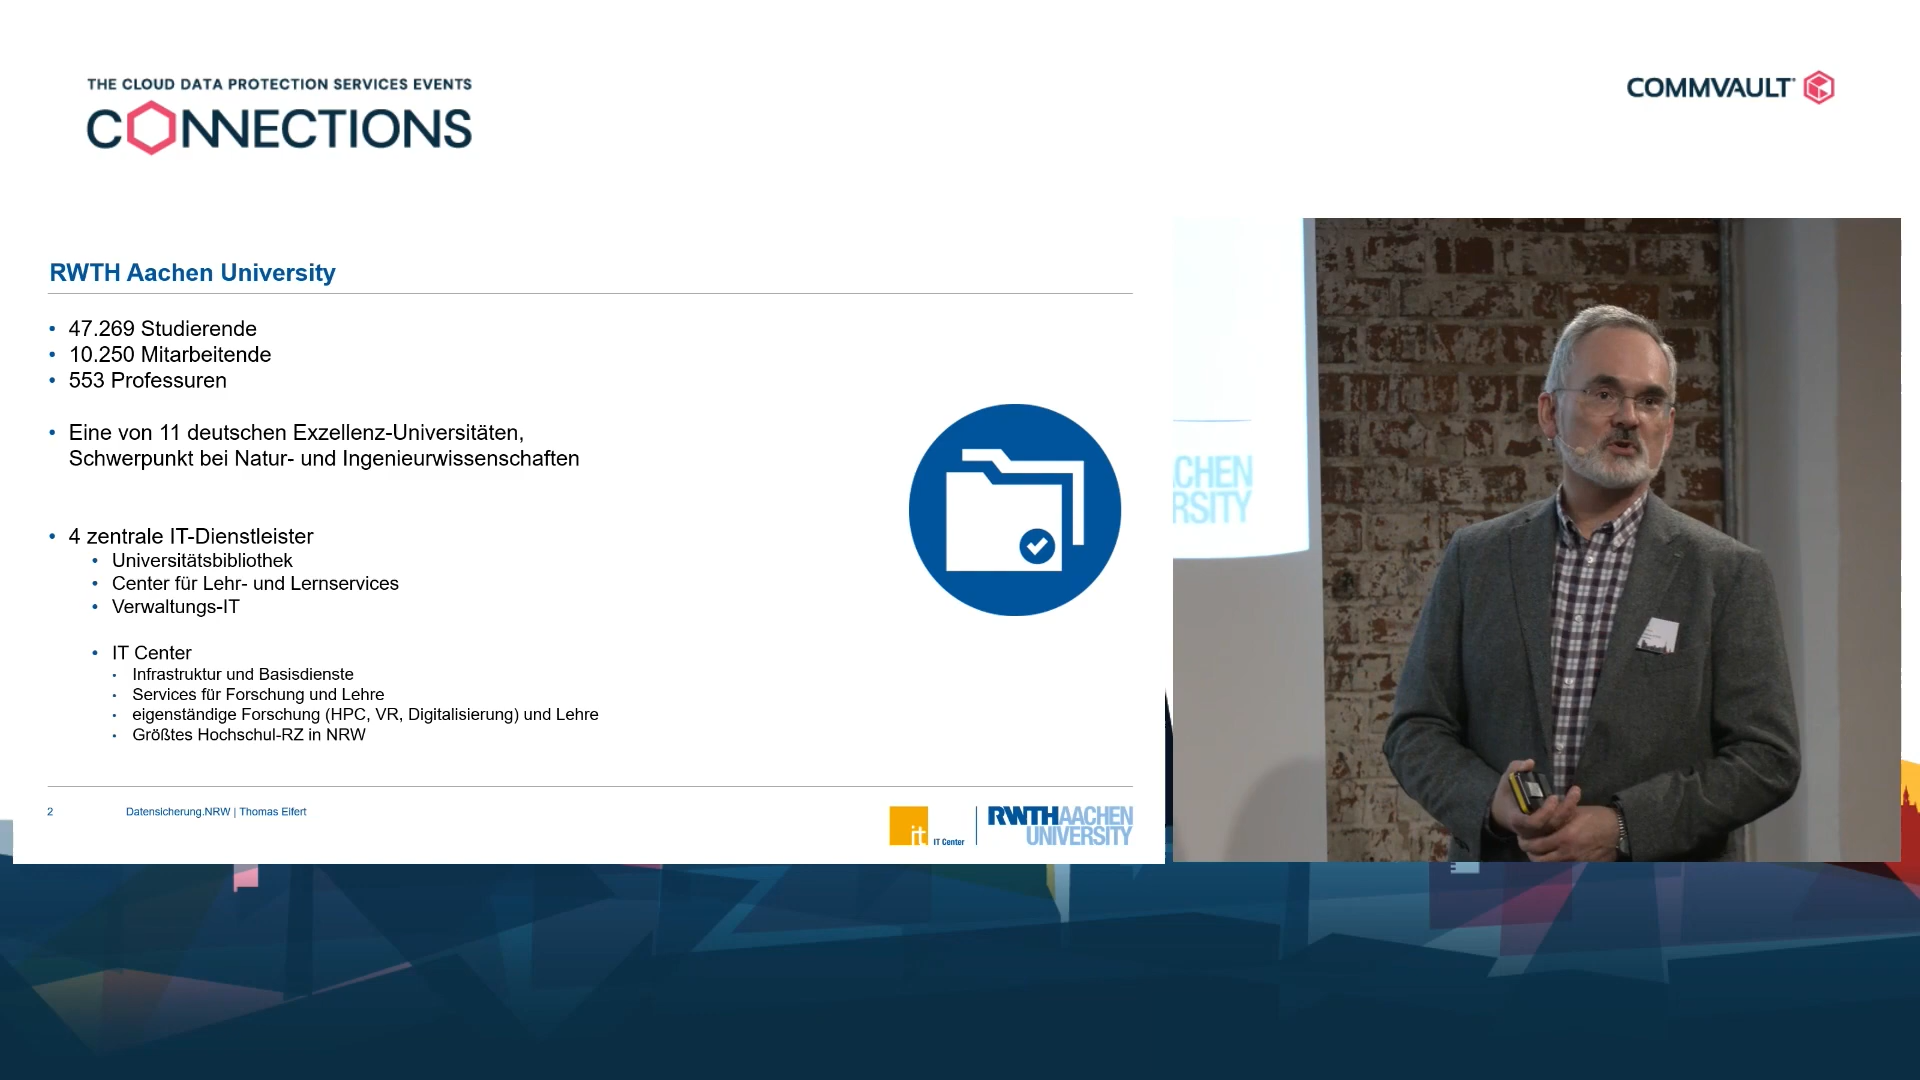 THE CLOUD DATA PROTECTION SERVICES EVENTS
CONNECTIONS
COMMVAULT
RWTH Aachen University
• 47.269 Studierende
• 10.250 Mitarbeitende
• 553 Professuren
• Eine von 11 deutschen Exzellenz-Universitäten,
Schwerpunkt bei Natur- und Ingenieurwissenschaften
• 4 zentrale IT-Dienstleister
• Universitätsbibliothek
• Center für Lehr- und Lernservices
• Verwaltungs-IT
• IT Center
• Infrastruktur und Basisdienste
• Services für Forschung und Lehre
• eigenständige Forschung (HPC, VR, Digitalisierung) und Lehre
• Größtes Hochschul-RZ in NRW
2 Datensicherung.NRW | Thomas Eifert
it IT Center
RWTH AACHEN
UNIVERSITY
CHEN
RSITY